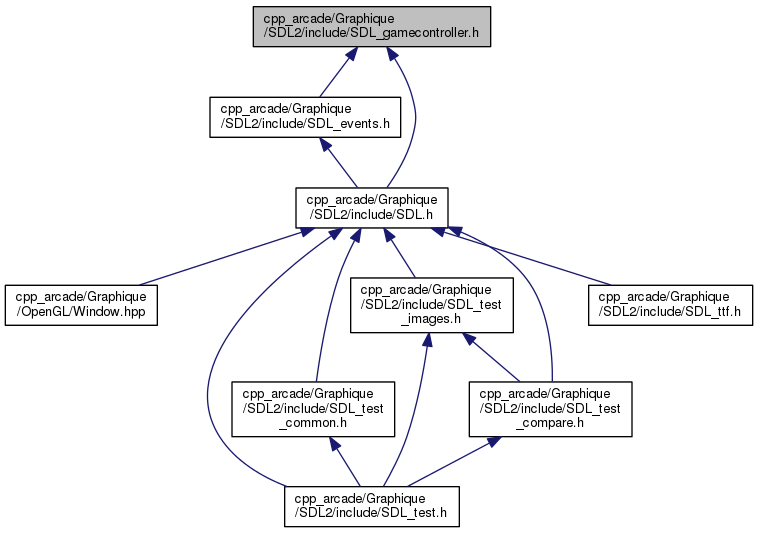 cpp_arcade/Graphique
/SDL2/include/SDL_gamecontroller.h
cpp_arcade/Graphique
/SDL2/include/SDL_events.h
cpp_arcade/Graphique
/SDL2/include/SDL.h
cpp_arcade/Graphique
/OpenGL/Window.hpp
cpp_arcade/Graphique
/SDL2/include/SDL_test
_images.h
cpp_arcade/Graphique
/SDL2/include/SDL_ttf.h
cpp_arcade/Graphique
/SDL2/include/SDL_test
_common.h
cpp_arcade/Graphique
/SDL2/include/SDL_test
_compare.h
cpp_arcade/Graphique
/SDL2/include/SDL_test.h